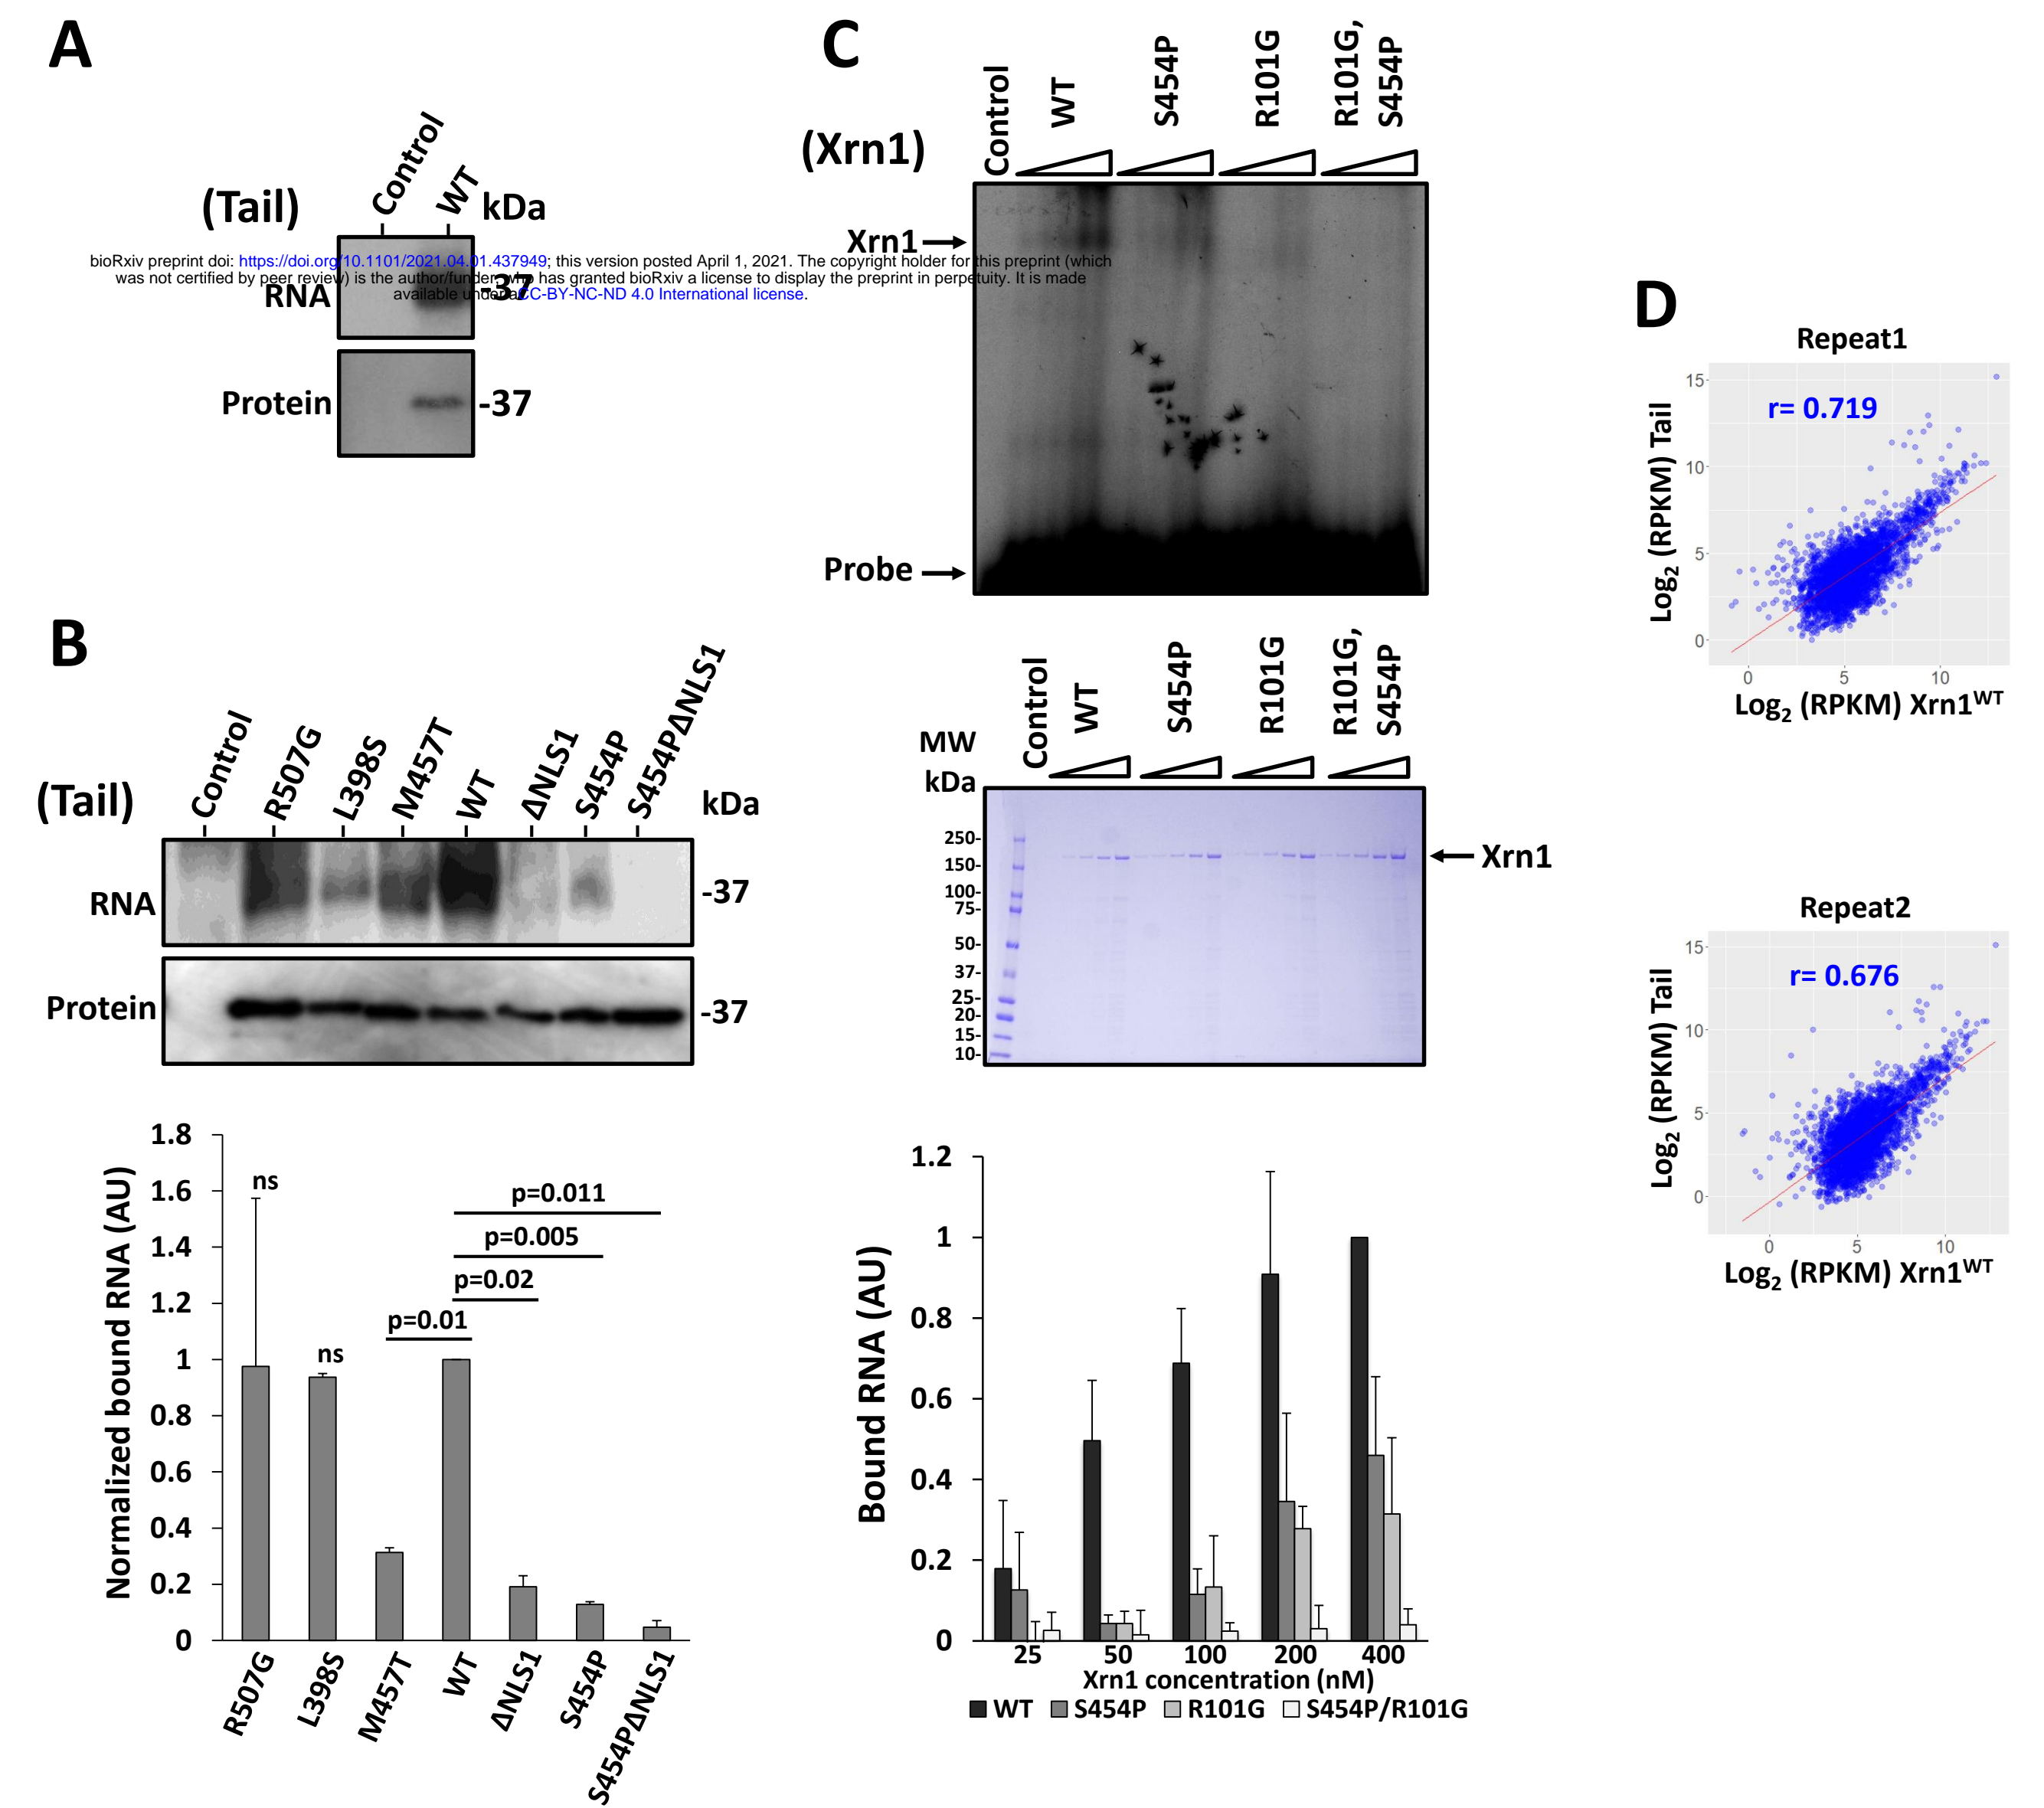 A
(Tail)
Control
WT
kDa
bioRxiv preprint doi: https://doi.org/10.1101/2021.04.01.437949; this version posted April 1, 2021. The copyright holder for this preprint (which
was not certified by peer review) is the author/funder, who has granted bioRxiv a license to display the preprint in perpetuity. It is made
available under aCC-BY-NC-ND 4.0 International license.
RNA
-37
Protein
-37
B
(Tail)
Control
R507G
L398S
M457T
WT
ΔNLS1
S454P
S454PΔNLS1
kDa
RNA
-37
Protein
-37
Normalized bound RNA (AU)
1.8
1.6
1.4
1.2
1
0.8
0.6
0.4
0.2
0
ns
ns
p=0.011
p=0.005
p=0.02
p=0.01
R507G
L398S
M457T
WT
ΔNLS1
S454P
S454PΔNLS1
C
(Xrn1)
Control
WT
S454P
R101G
R101G,
S454P
Xrn1
Probe
MW
kDa
Control
WT
S454P
R101G
R101G,
S454P
250-
150-
100-
75-
50-
37-
25-
20-
15-
10-
Xrn1
Bound RNA (AU)
1.2
1
0.8
0.6
0.4
0.2
0
25 50 100 200 400
Xrn1 concentration (nM)
WT S454P R101G S454P/R101G
D
Repeat1
r= 0.719
Log2 (RPKM) Tail
15
10
5
0
0 5 10
Log2 (RPKM) Xrn1WT
Repeat2
r= 0.676
Log2 (RPKM) Tail
15
10
5
0
0 5 10
Log2 (RPKM) Xrn1WT